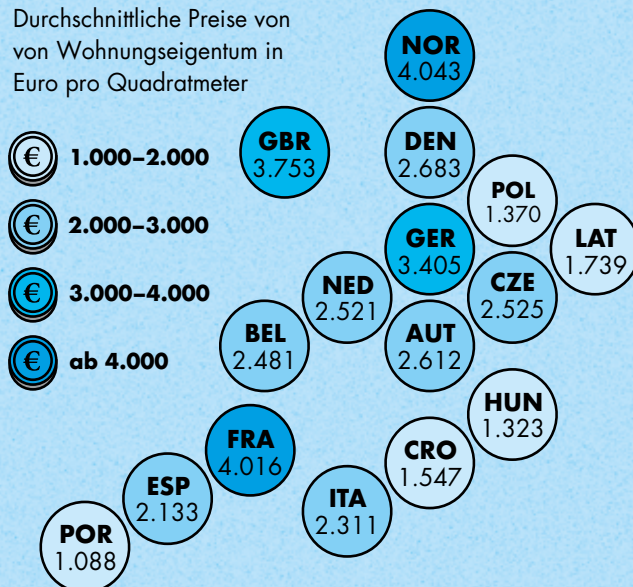 Durchschnittliche Preise von
von Wohnungseigentum in
Euro pro Quadratmeter
€ 1.000–2.000
€ 2.000–3.000
€ 3.000–4.000
€ ab 4.000
NOR
4.043
GBR
3.753
DEN
2.683
POL
1.370
LAT
1.739
GER
3.405
CZE
2.525
NED
2.521
BEL
2.481
AUT
2.612
HUN
1.323
FRA
4.016
CRO
1.547
ESP
2.133
ITA
2.311
POR
1.088